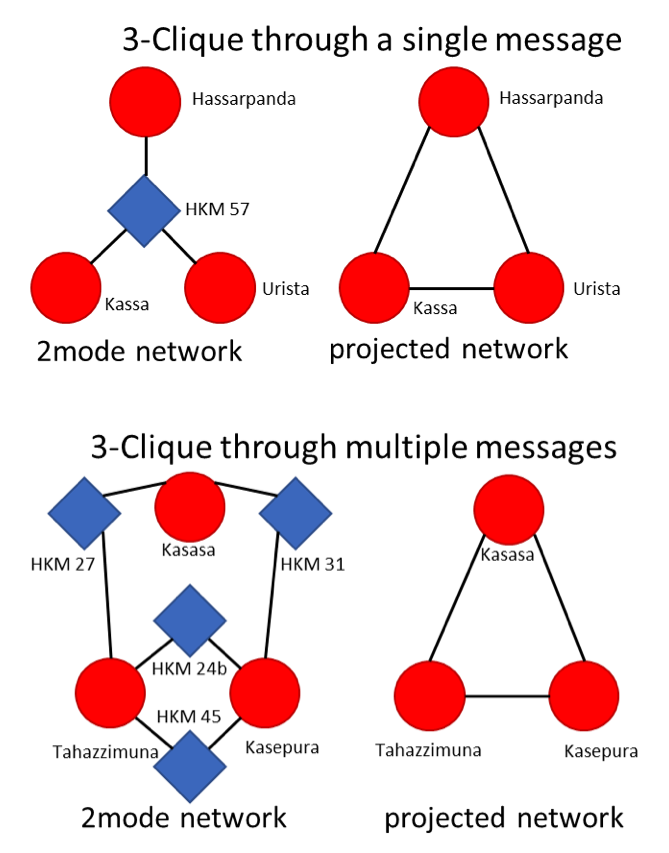 3-Clique through a single message
Hassarpanda
Hassarpanda
HKM 57
Kassa
Urista
Kassa
Urista
2mode network
projected network
3-Clique through multiple messages
Kasasa
HKM 27
HKM 31
Kasasa
HKM 24b
HKM 45
Tahazzimuna
Kasepura
Tahazzimuna
Kasepura
2mode network
projected network